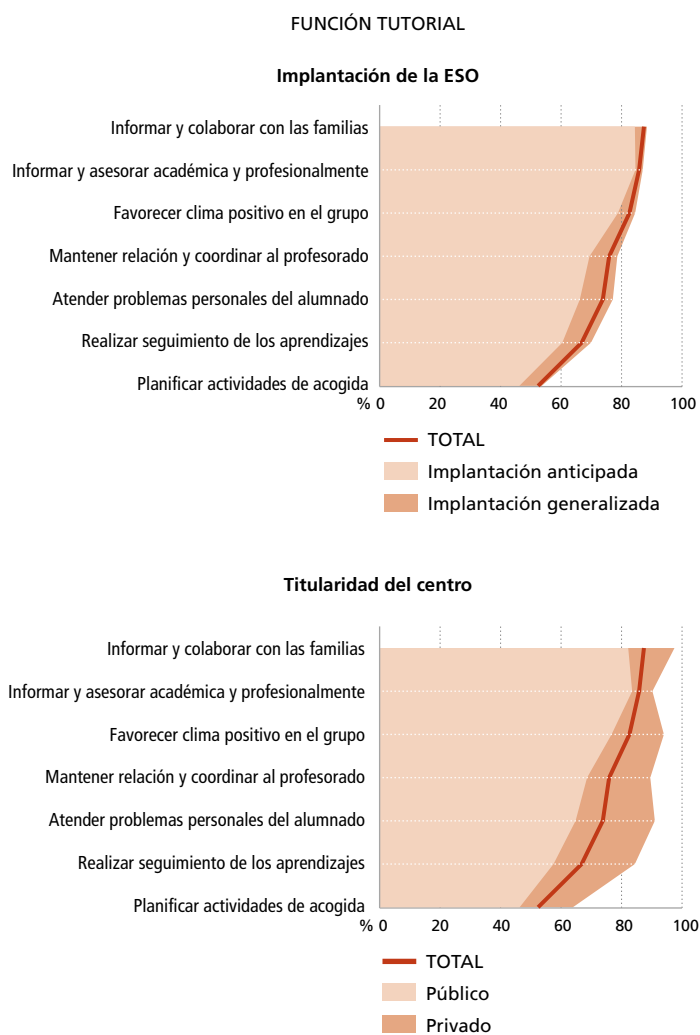 FUNCIÓN TUTORIAL
Implantación de la ESO
Informar y colaborar con las familias
Informar y asesorar académica y profesionalmente
Favorecer clima positivo en el grupo
Mantener relación y coordinar al profesorado
Atender problemas personales del alumnado
Realizar seguimiento de los aprendizajes
Planificar actividades de acogida
% 0 20 40 60 80 100
TOTAL
Implantación anticipada
Implantación generalizada
Titularidad del centro
Informar y colaborar con las familias
Informar y asesorar académica y profesionalmente
Favorecer clima positivo en el grupo
Mantener relación y coordinar al profesorado
Atender problemas personales del alumnado
Realizar seguimiento de los aprendizajes
Planificar actividades de acogida
% 0 20 40 60 80 100
TOTAL
Público
Privado